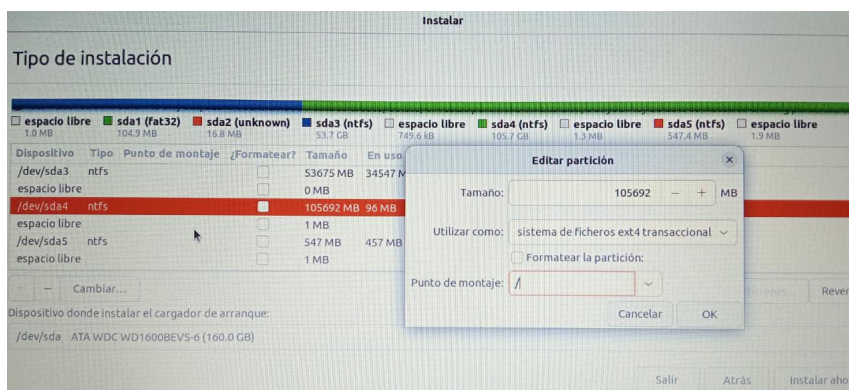 Instalar
Tipo de instalación
espacio libre sda1 (fat32) sda2 (unknown) sda3 (ntfs) espacio libre sda4 (ntfs) espacio libre sda5 (ntfs) espacio libre
1.0 MB 104.9 MB 16.8 MB 53.7 GB 749.6 kB 105.7 GB 1.3 MB 547.4 MB 1.9 MB
Dispositivo Tipo Punto de montaje ¿Formatear? Tamaño En uso
/dev/sda3 ntfs 53675 MB 34547 M
espacio libre 0 MB
/dev/sda4 ntfs 105692 MB 96 MB
espacio libre 1 MB
/dev/sda5 ntfs 547 MB 457 MB
espacio libre 1 MB
Editar partición
Tamaño: 105692 − + MB
Utilizar como: sistema de ficheros ext4 transaccional
Formatear la partición:
Punto de montaje: /
Cancelar OK
+ − Cambiar... Rever
Dispositivo donde instalar el cargador de arranque:
/dev/sda ATA WDC WD1600BEVS-6 (160.0 GB)
Salir Atrás Instalar aho